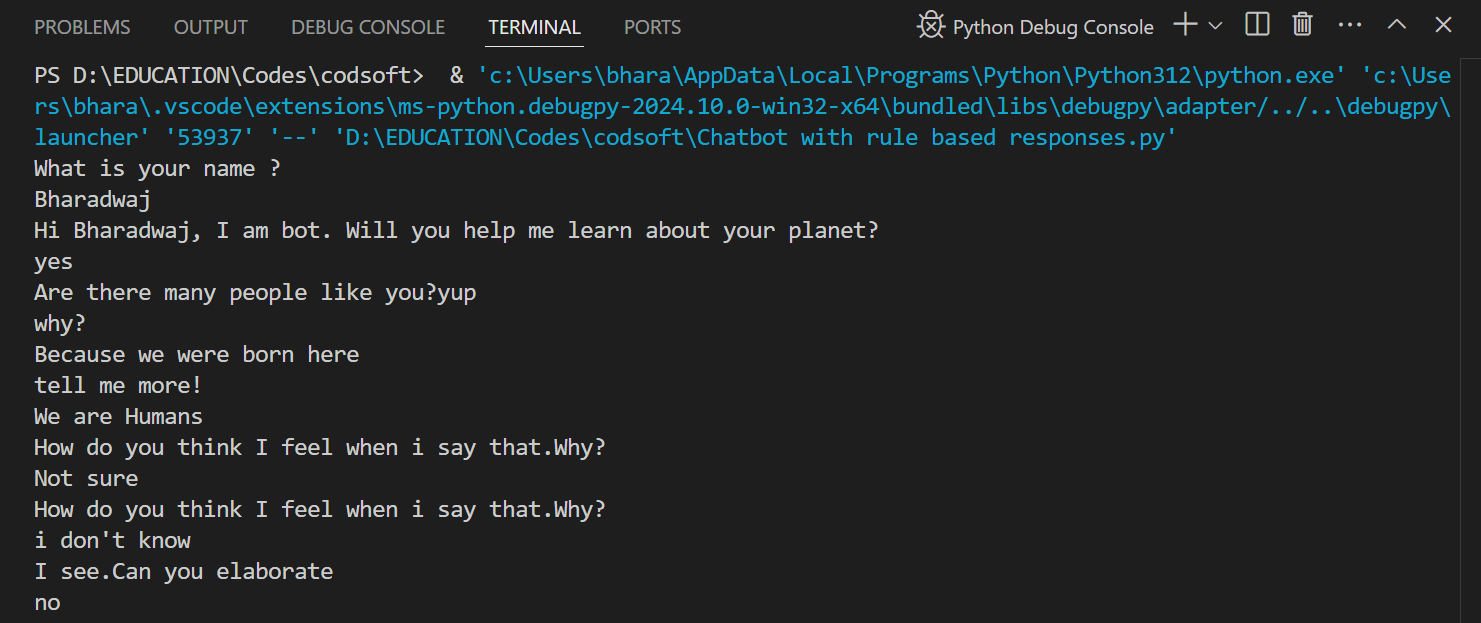 PROBLEMS OUTPUT DEBUG CONSOLE TERMINAL PORTS Python Debug Console
PS D:\EDUCATION\Codes\codsoft>  & 'c:\Users\bhara\AppData\Local\Programs\Python\Python312\python.exe' 'c:\Use
rs\bhara\.vscode\extensions\ms-python.debugpy-2024.10.0-win32-x64\bundled\libs\debugpy\adapter/../..\debugpy\
launcher' '53937' '--' 'D:\EDUCATION\Codes\codsoft\Chatbot with rule based responses.py'
What is your name ?
Bharadwaj
Hi Bharadwaj, I am bot. Will you help me learn about your planet?
yes
Are there many people like you?yup
why?
Because we were born here
tell me more!
We are Humans
How do you think I feel when i say that.Why?
Not sure
How do you think I feel when i say that.Why?
i don't know
I see.Can you elaborate
no